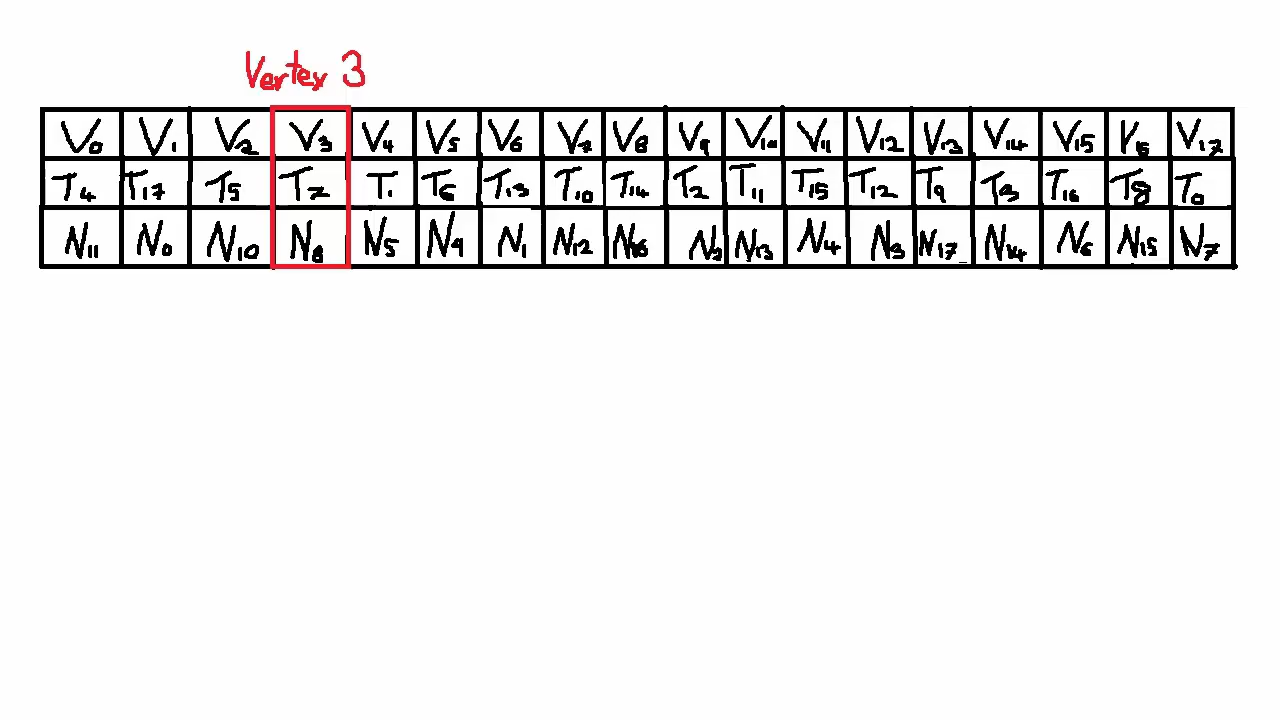 Vertex 3
V0 V1 V2 V3 V4 V5 V6 V7 V8 V9 V10 V11 V12 V13 V14 V15 V17
T4 T17 T5 T7 T1 T6 T13 T10 T14 T2 T11 T15 T12 T9 T3 T16 T8 T0
N11 N0 N10 N8 N5 N9 N1 N12 N13 N4 N3 N17 N14 N6 N15 N7